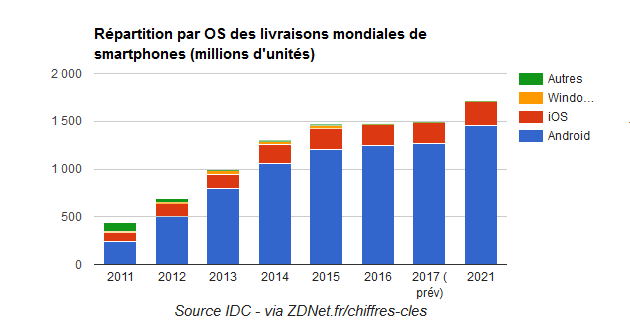 Répartition par OS des livraisons mondiales de
smartphones (millions d'unités)
2 000
1 500
1 000
500
0
Autres
Windo...
iOS
Android
2011
2012
2013
2014
2015
2016
2017 (
prév)
2021
Source IDC - via ZDNet.fr/chiffres-cles